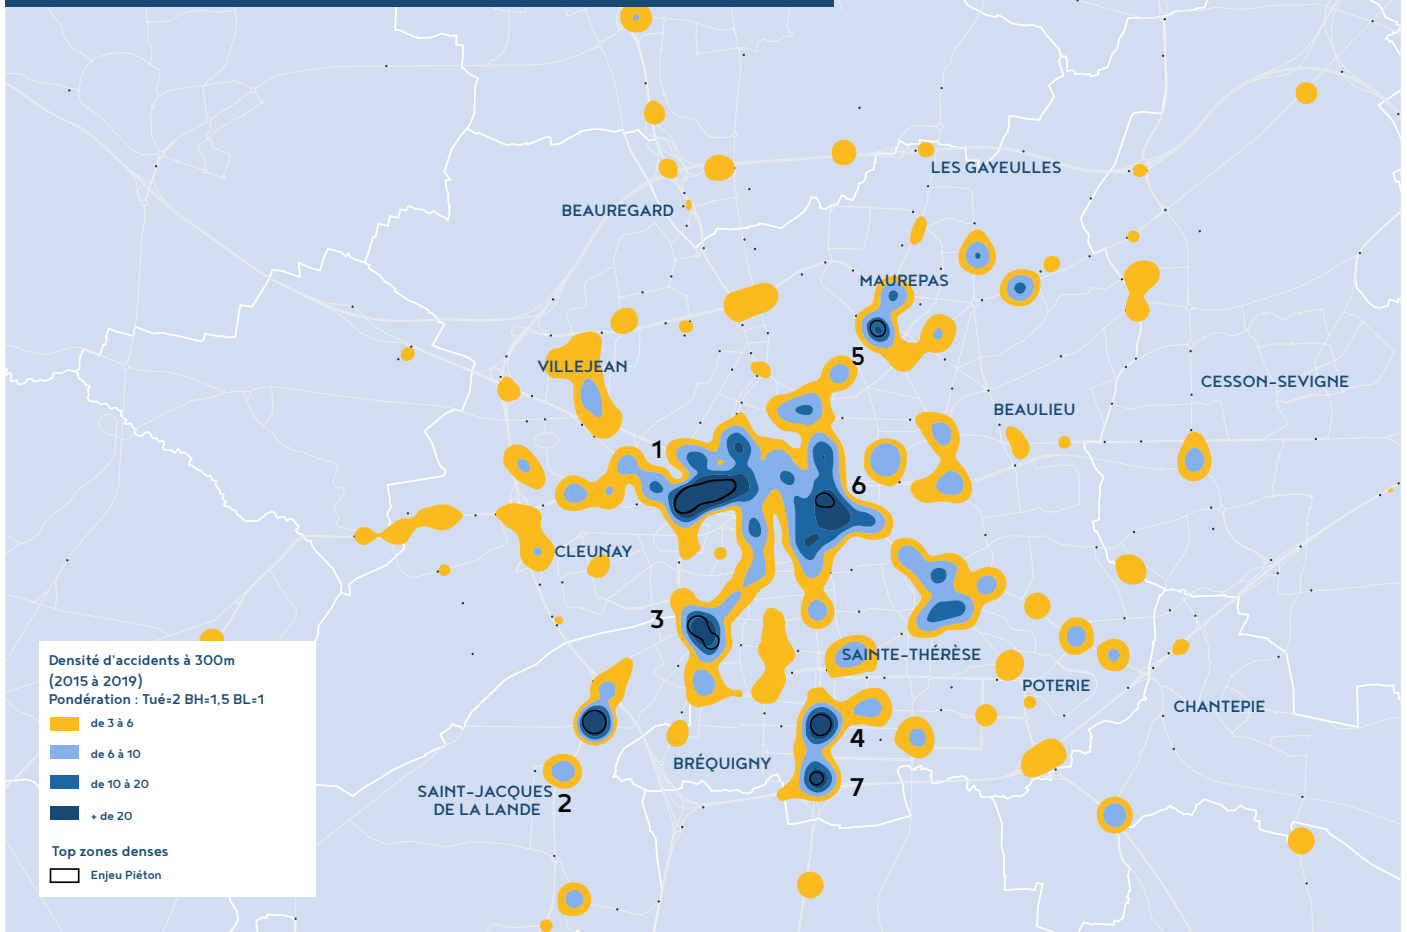 LES GAYEULLES
BEAUREGARD
MAUREPAS
5
VILLEJEAN
CESSON-SEVIGNE
BEAULIEU
1
6
CLEUNAY
3
SAINTE-THÉRÈSE
POTERIE
CHANTEPIE
4
BRÉQUIGNY
7
SAINT-JACQUES
DE LA LANDE
2
Densité d'accidents à 300m
(2015 à 2019)
Pondération : Tué=2 BH=1,5 BL=1
de 3 à 6
de 6 à 10
de 10 à 20
+ de 20
Top zones denses
Enjeu Piéton